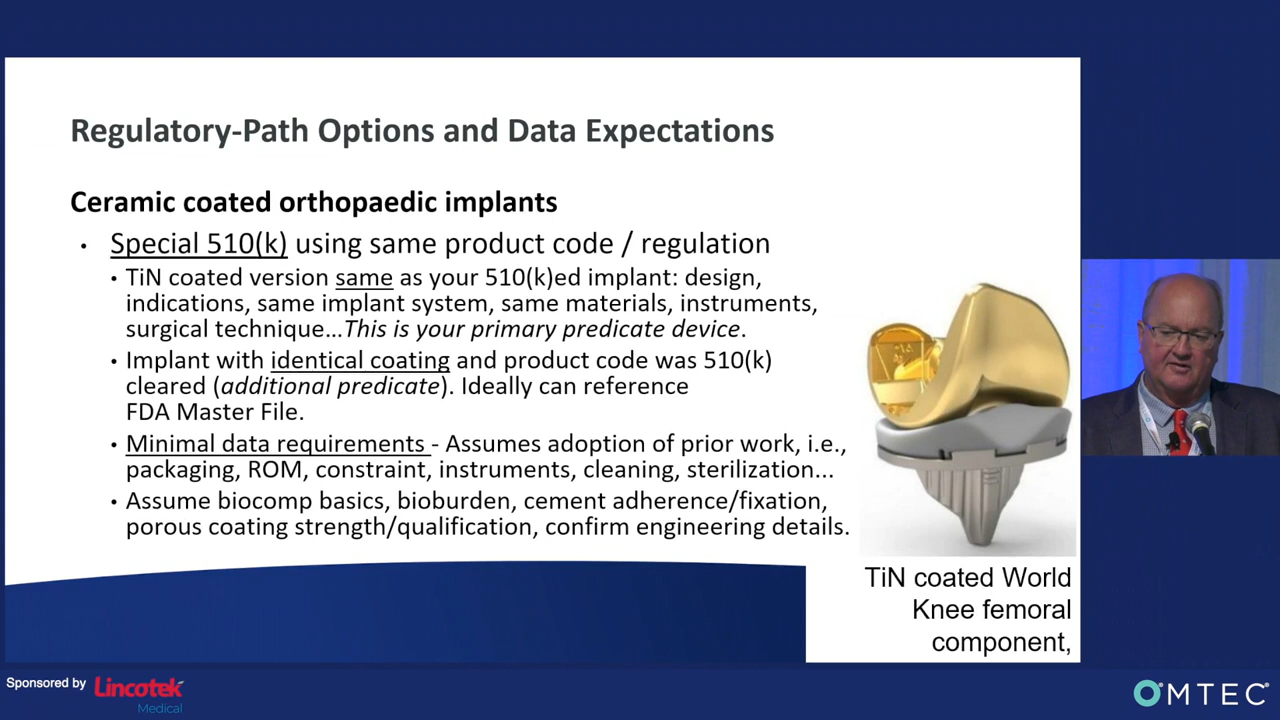 Regulatory-Path Options and Data Expectations
Ceramic coated orthopaedic implants
• Special 510(k) using same product code / regulation
• TiN coated version same as your 510(k)ed implant: design,
indications, same implant system, same materials, instruments,
surgical technique…This is your primary predicate device.
• Implant with identical coating and product code was 510(k)
cleared (additional predicate). Ideally can reference
FDA Master File.
• Minimal data requirements - Assumes adoption of prior work, i.e.,
packaging, ROM, constraint, instruments, cleaning, sterilization...
• Assume biocomp basics, bioburden, cement adherence/fixation,
porous coating strength/qualification, confirm engineering details.
TiN coated World
Knee femoral
component,
Sponsored by Lincotek
Medical
OMTEC®